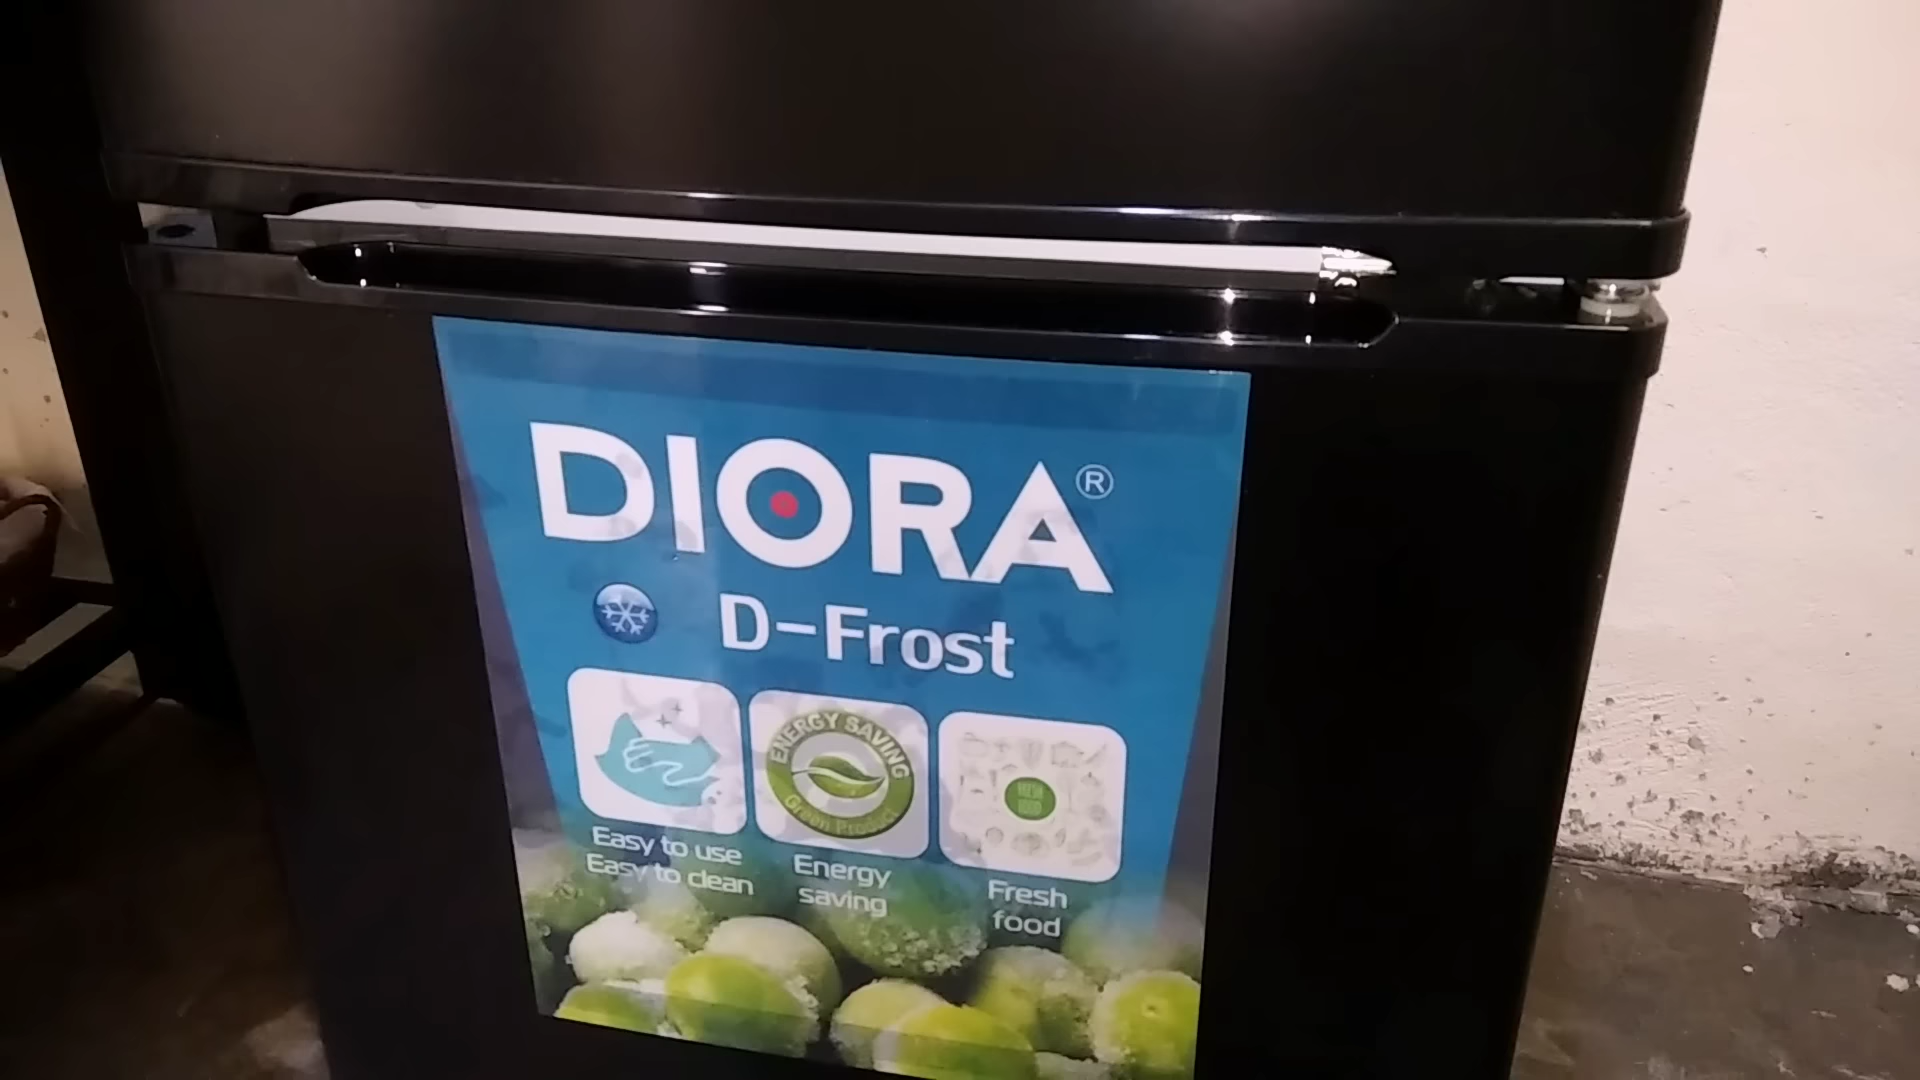 DIORA®
D-Frost
ENERGY SAVING
Green Product
Easy to use
Easy to clean
Energy
saving
Fresh
food